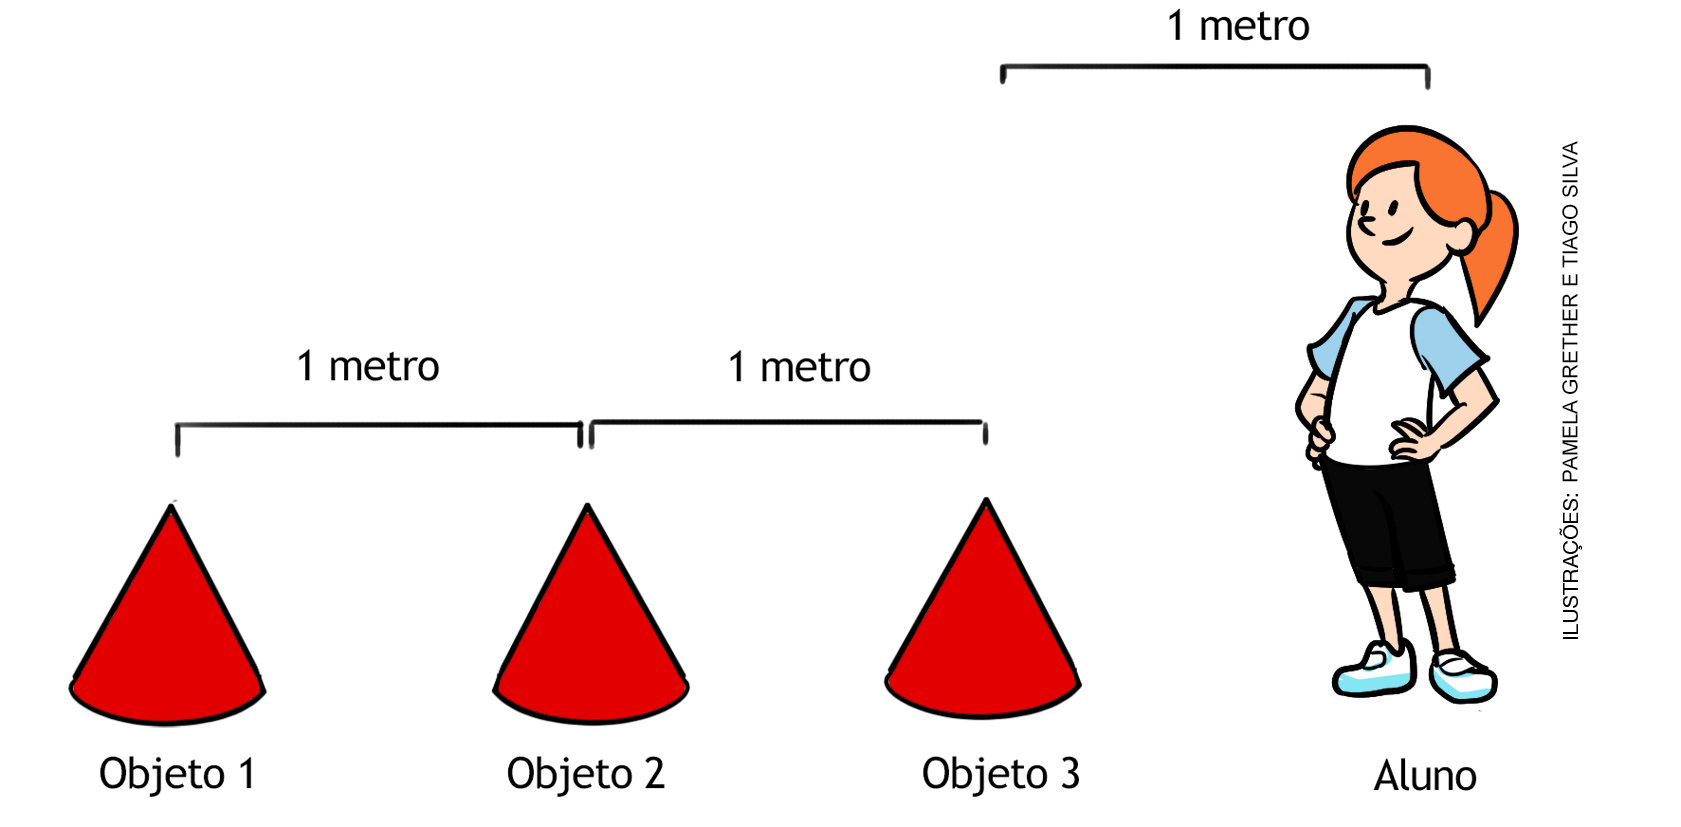 1 metro
1 metro
1 metro
Objeto 1
Objeto 2
Objeto 3
Aluno
ILUSTRAÇÕES: PAMELA GRETHER E TIAGO SILVA